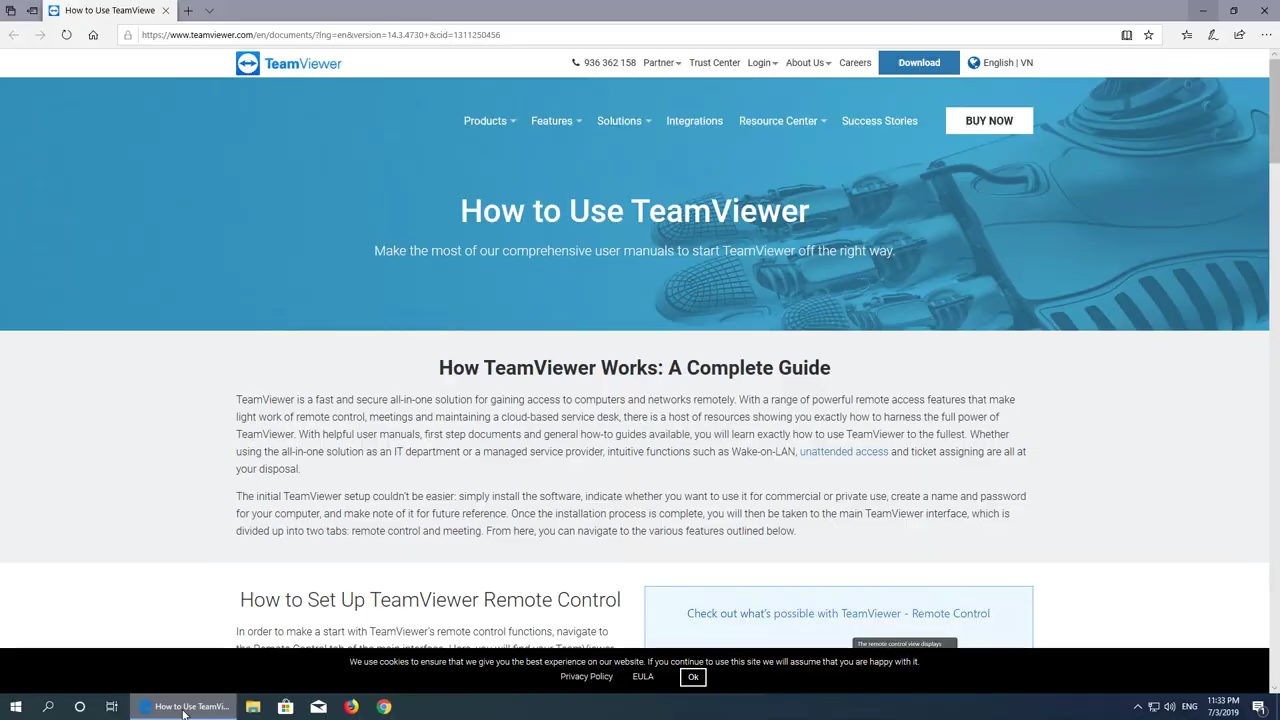 How to Use TeamViewe
https://www.teamviewer.com/en/documents/?lng=en&version=14.3.4730+&cid=1311250456
TeamViewer
936 362 158 Partner Trust Center Login About Us Careers Download English | VN
Products Features Solutions Integrations Resource Center Success Stories BUY NOW
How to Use TeamViewer
Make the most of our comprehensive user manuals to start TeamViewer off the right way.
How TeamViewer Works: A Complete Guide
TeamViewer is a fast and secure all-in-one solution for gaining access to computers and networks remotely. With a range of powerful remote access features that make
light work of remote control, meetings and maintaining a cloud-based service desk, there is a host of resources showing you exactly how to harness the full power of
TeamViewer. With helpful user manuals, first step documents and general how-to guides available, you will learn exactly how to use TeamViewer to the fullest. Whether
using the all-in-one solution as an IT department or a managed service provider, intuitive functions such as Wake-on-LAN, unattended access and ticket assigning are all at
your disposal.
The initial TeamViewer setup couldn't be easier: simply install the software, indicate whether you want to use it for commercial or private use, create a name and password
for your computer, and make note of it for future reference. Once the installation process is complete, you will then be taken to the main TeamViewer interface, which is
divided up into two tabs: remote control and meeting. From here, you can navigate to the various features outlined below.
How to Set Up TeamViewer Remote Control
In order to make a start with TeamViewer's remote control functions, navigate to
Check out what's possible with TeamViewer - Remote Control
The remote control view displays
We use cookies to ensure that we give you the best experience on our website. If you continue to use this site we will assume that you are happy with it.
Privacy Policy EULA Ok
How to Use TeamVi...
ENG
11:33 PM
7/3/2019
1